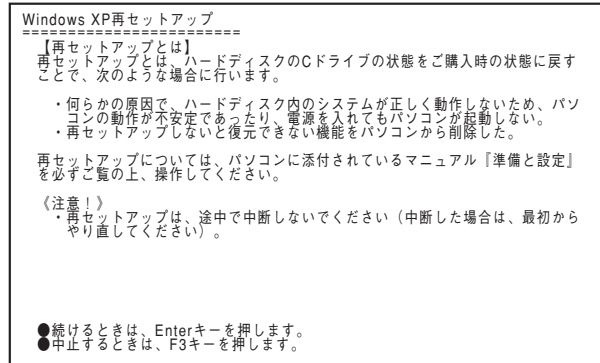 Windows XP再セットアップ
========================
【再セットアップとは】
再セットアップとは、ハードディスクのCドライブの状態をご購入時の状態に戻す
ことで、次のような場合に行います。
・何らかの原因で、ハードディスク内のシステムが正しく動作しないため、パソ
コンの動作が不安定であったり、電源を入れてもパソコンが起動しない。
・再セットアップしないと復元できない機能をパソコンから削除した。
再セットアップについては、パソコンに添付されているマニュアル『準備と設定』
を必ずご覧の上、操作してください。
《注意！》
・再セットアップは、途中で中断しないでください（中断した場合は、最初から
やり直してください）。
●続けるときは、Enterキーを押します。
●中止するときは、F3キーを押します。